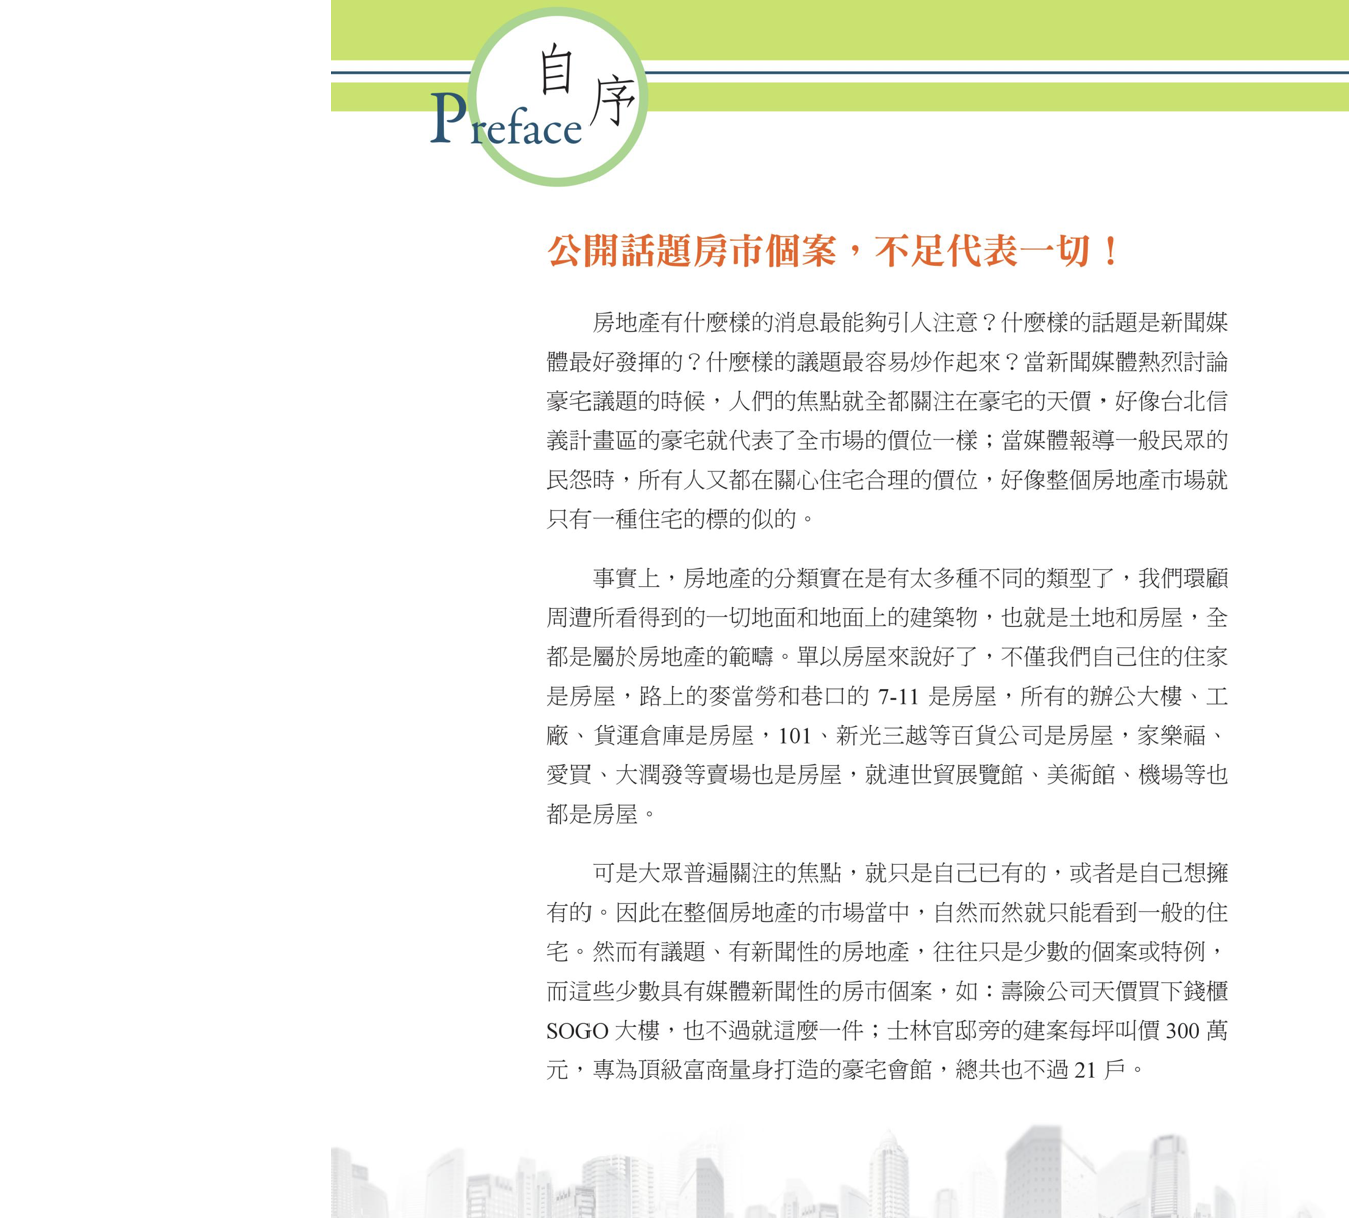 自序
Preface
公開話題房市個案，不足代表一切！
房地產有什麼樣的消息最能夠引人注意？什麼樣的話題是新聞媒
體最好發揮的？什麼樣的議題最容易炒作起來？當新聞媒體熱烈討論
豪宅議題的時候，人們的焦點就全都關注在豪宅的天價，好像台北信
義計畫區的豪宅就代表了全市場的價位一樣；當媒體報導一般民眾的
民怨時，所有人又都在關心住宅合理的價位，好像整個房地產市場就
只有一種住宅的標的似的。
事實上，房地產的分類實在是有太多種不同的類型了，我們環顧
周遭所看得到的一切地面和地面上的建築物，也就是土地和房屋，全
都是屬於房地產的範疇。單以房屋來說好了，不僅我們自己住的住家
是房屋，路上的麥當勞和巷口的 7-11 是房屋，所有的辦公大樓、工
廠、貨運倉庫是房屋，101、新光三越等百貨公司是房屋，家樂福、
愛買、大潤發等賣場也是房屋，就連世貿展覽館、美術館、機場等也
都是房屋。
可是大眾普遍關注的焦點，就只是自己已有的，或者是自己想擁
有的。因此在整個房地產的市場當中，自然而然就只能看到一般的住
宅。然而有議題、有新聞性的房地產，往往只是少數的個案或特例，
而這些少數具有媒體新聞性的房市個案，如：壽險公司天價買下錢櫃
SOGO 大樓，也不過就這麼一件；士林官邸旁的建案每坪叫價 300 萬
元，專為頂級富商量身打造的豪宅會館，總共也不過 21 戶。